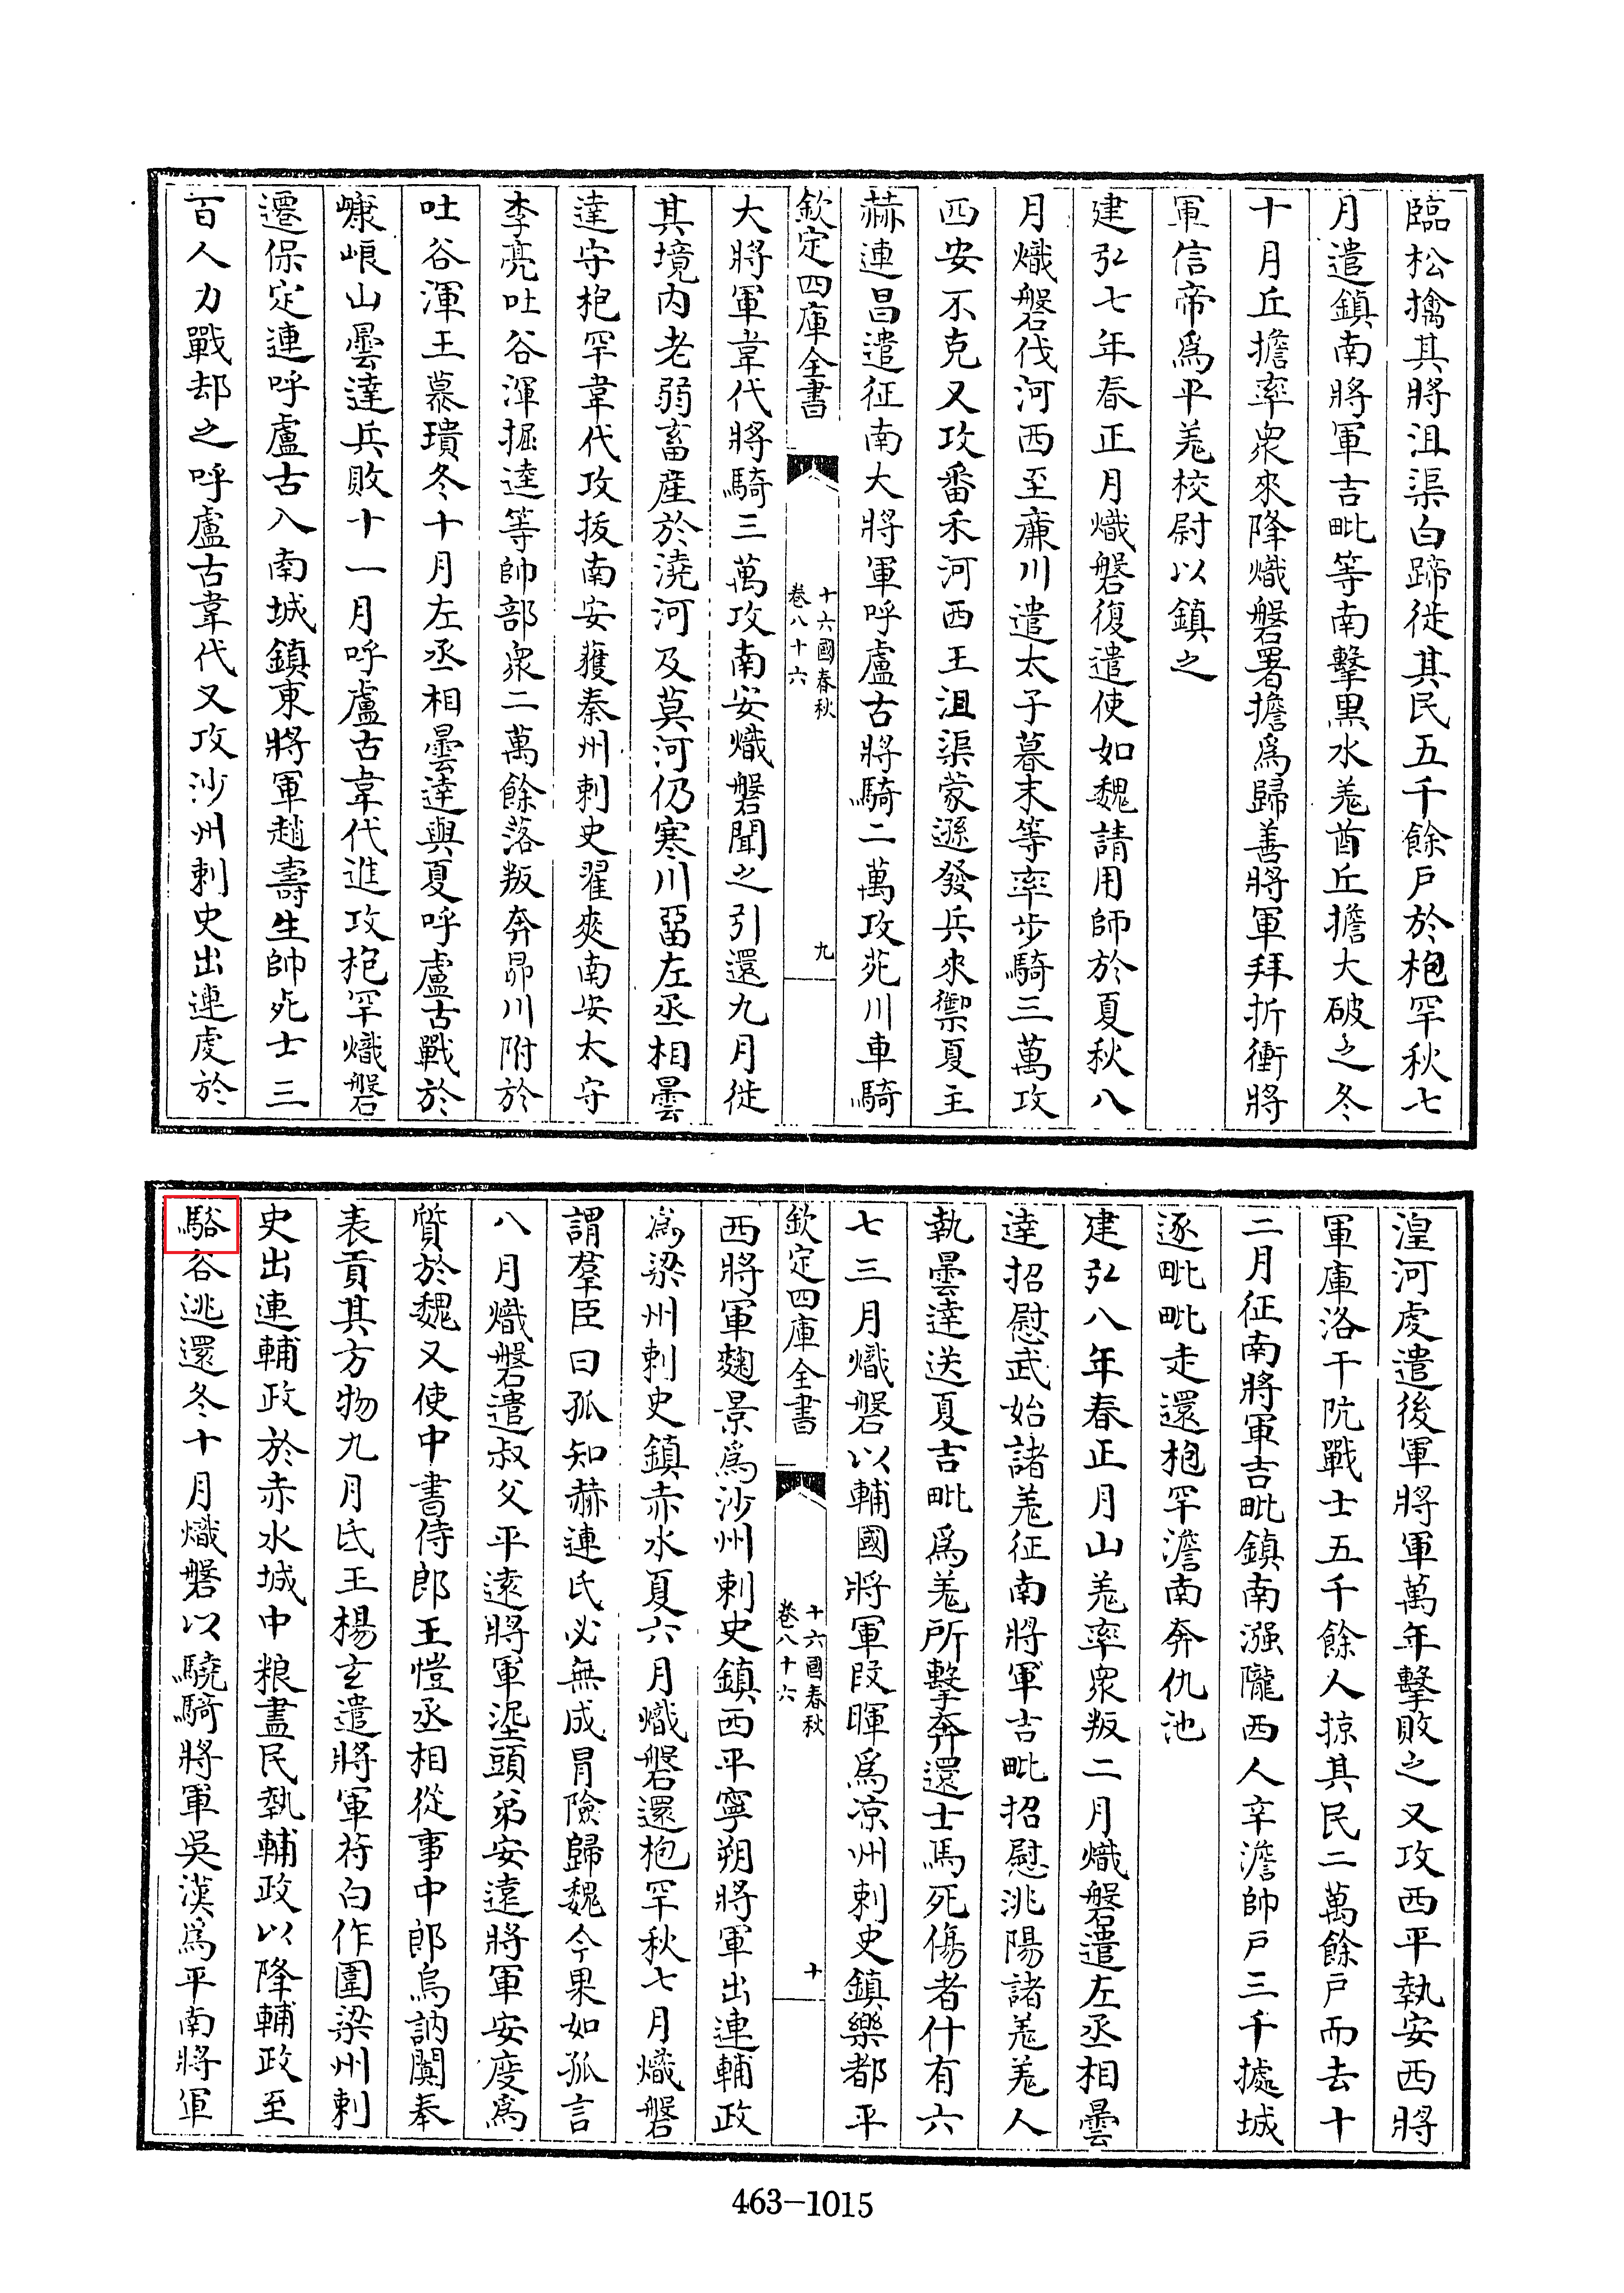 臨松擒其將沮渠白蹄徙其民五千餘戶於枹罕秋七
月遣鎮南將軍吉毗等南擊黒水羗酋丘擔大破之冬
十月丘擔率衆來降熾磐署擔爲歸善將軍拜折衝將
軍信帝爲平羗校尉以鎮之
建弘七年春正月熾磐復遣使如魏請用師於夏秋八
月熾磐伐河西至亷川遣太子暮末等率步騎三萬攻
西安不克又攻番禾河西王沮渠蒙遜發兵來禦夏主
赫連昌遣征南大將軍呼盧古將騎二萬攻苑川車騎
欽定四庫全書
十六國春秋
卷八十六
九
大將軍韋代將騎三萬攻南安熾磐聞之引還九月徙
其境内老弱畜産於澆河及莫河仍寒川畱左丞相曇
達守枹罕韋代攻拔南安獲秦州刺史翟爽南安太守
李亮吐谷渾掘逵等帥部衆二萬餘落叛奔昴川附於
吐谷渾王慕璝冬十月左丞相曇逹與夏呼盧古戰於
嵻㟍山曇達兵敗十一月呼盧古韋代進攻枹罕熾磐
遷保定連呼盧古入南城鎮東將軍趙壽生帥死士三
百人力戰却之呼盧古韋代又攻沙州刺史出連虔於
湟河虔遣後軍將軍萬年擊敗之又攻西平執安西將
軍庫洛干阬戰士五千餘人掠其民二萬餘戶而去十
二月征南將軍吉毗鎮南漒隴西人辛澹帥戶三千據城
逐毗毗走還枹罕澹南奔仇池
建弘八年春正月山羗率衆叛二月熾磐遣左丞相曇
達招慰武始諸羗征南將軍吉毗招慰洮陽諸羗羗人
執曇達送夏吉毗爲羗所擊奔還士馬死傷者什有六
七三月熾磐以輔國將軍叚暉爲凉州刺史鎮樂都平
欽定四庫全書
十六國春秋
卷八十六
十
西將軍麴景爲沙州刺史鎮西平寧朔將軍出連輔政
爲梁州刺史鎮赤水夏六月熾磐還枹罕秋七月熾磐
謂羣臣曰孤知赫連氏必無成冐險歸魏今果如孤言
八月熾磐遣叔父平逺將軍渥頭弟安遠將軍安度爲
質於魏又使中書侍郎王愷丞相從事中郎烏訥闐奉
表貢其方物九月氐王楊玄遣將軍苻白作圍梁州刺
史出連輔政於赤水城中粮盡民執輔政以降輔政至
駱谷逃還冬十月熾磐以驍騎將軍吳漢爲平南將軍
463-1015